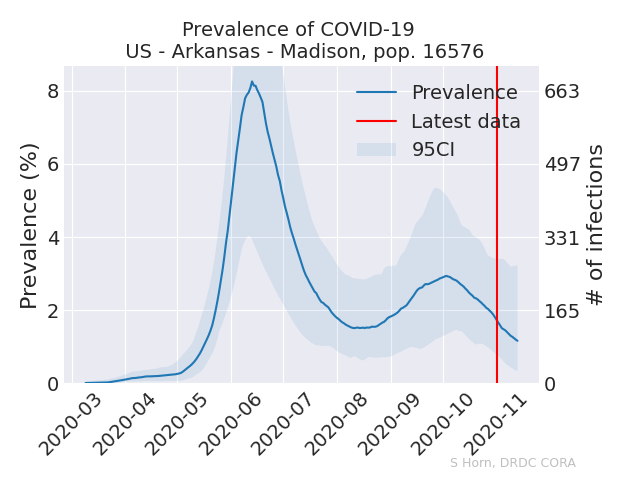 Prevalence of COVID-19
US - Arkansas - Madison, pop. 16576
Prevalence (%)
8
6
4
2
0
Prevalence
Latest data
95CI
663
497
331
165
0
# of infections
2020-03
2020-04
2020-05
2020-06
2020-07
2020-08
2020-09
2020-10
2020-11
S Horn, DRDC CORA